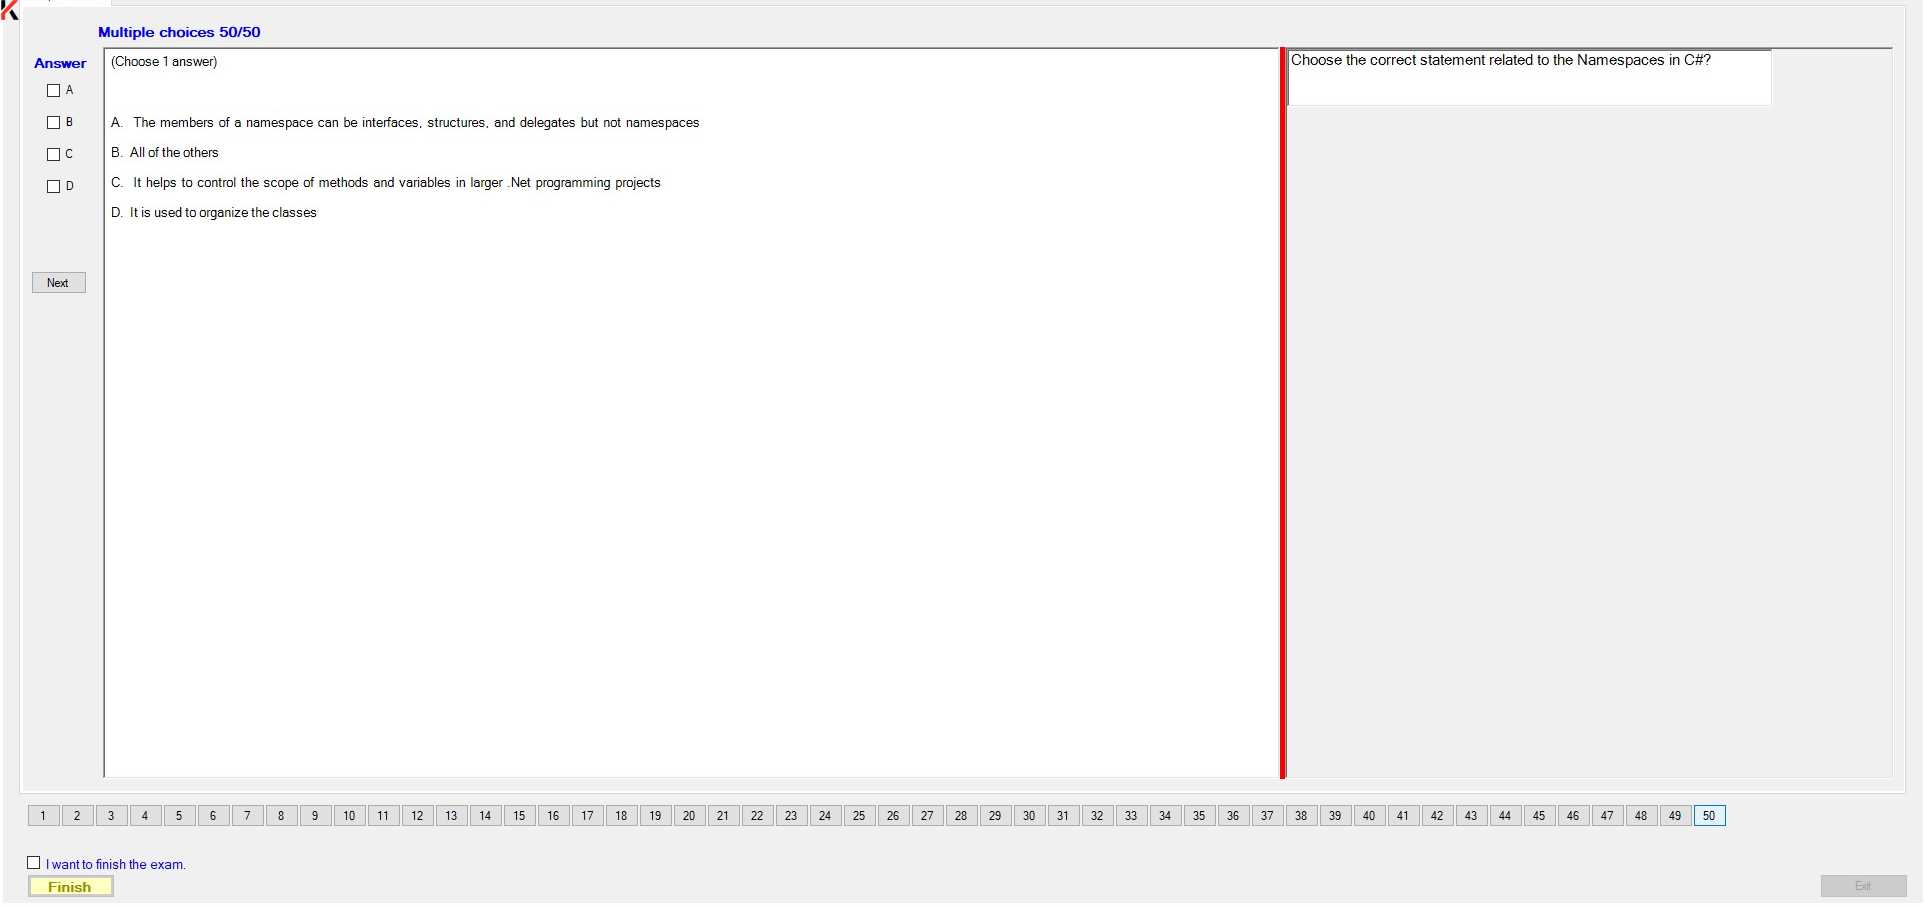 Multiple choices 50/50
Answer
A
B
C
D
Next
(Choose 1 answer)
A. The members of a namespace can be interfaces, structures, and delegates but not namespaces
B. All of the others
C. It helps to control the scope of methods and variables in larger .Net programming projects
D. It is used to organize the classes
Choose the correct statement related to the Namespaces in C#?
1 2 3 4 5 6 7 8 9 10 11 12 13 14 15 16 17 18 19 20 21 22 23 24 25 26 27 28 29 30 31 32 33 34 35 36 37 38 39 40 41 42 43 44 45 46 47 48 49 50
I want to finish the exam.
Finish
Exit